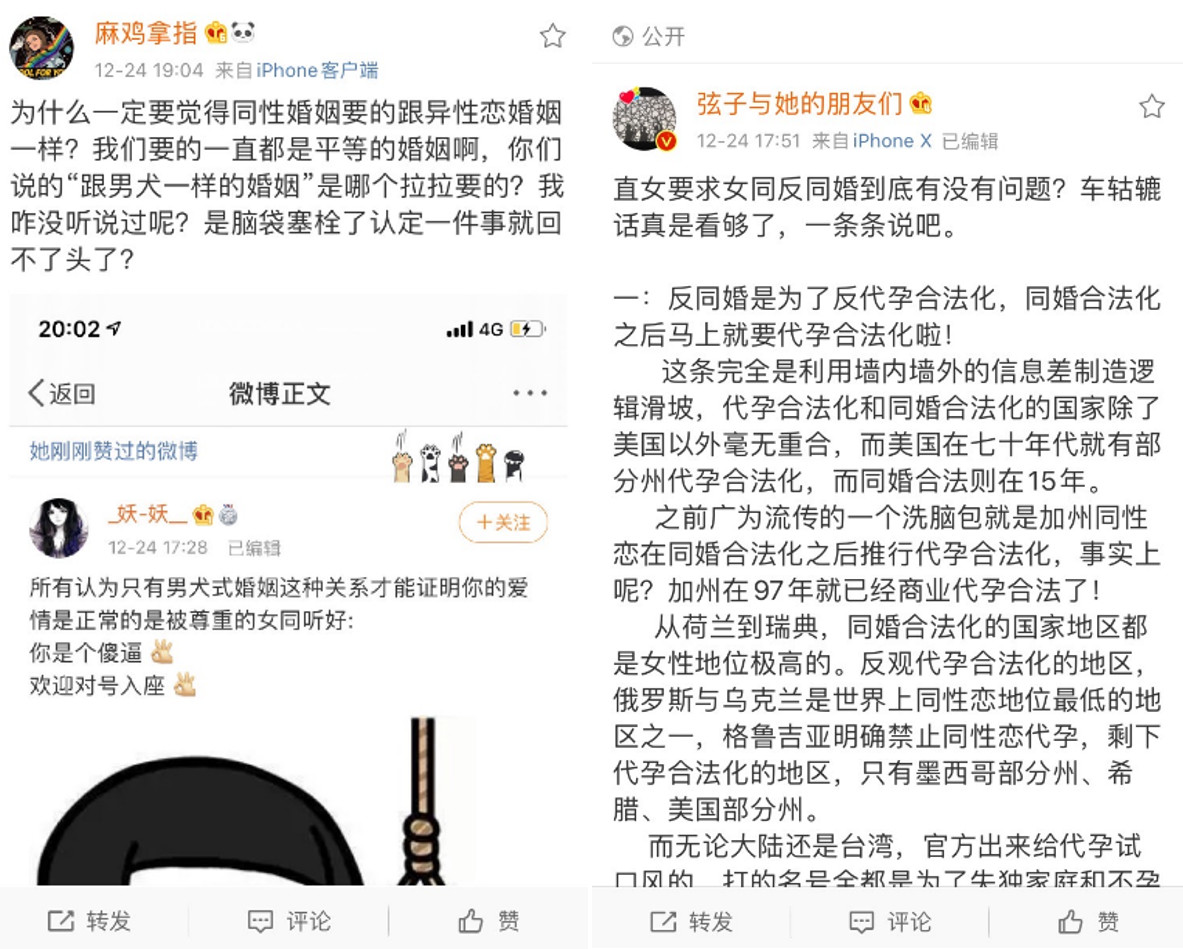 麻鸡拿指
12-24 19:04 来自iPhone客户端
为什么一定要觉得同性婚姻要的跟异性恋婚姻
一样？我们要的一直都是平等的婚姻啊，你们
说的“跟男犬一样的婚姻”是哪个拉拉要的？我
咋没听说过呢？是脑袋塞栓了认定一件事就回
不了头了？
20:02
4G
返回
微博正文
她刚刚赞过的微博
_妖-妖__
+关注
12-24 17:28 已编辑
所有认为只有男犬式婚姻这种关系才能证明你的爱
情是正常的是被尊重的女同听好:
你是个傻逼
欢迎对号入座
转发
评论
赞
公开
弦子与她的朋友们
12-24 17:51 来自iPhone X 已编辑
直女要求女同反同婚到底有没有问题？车轱辘
话真是看够了，一条条说吧。
一：反同婚是为了反代孕合法化，同婚合法化
之后马上就要代孕合法化啦！
这条完全是利用墙内墙外的信息差制造逻
辑滑坡，代孕合法化和同婚合法化的国家除了
美国以外毫无重合，而美国在七十年代就有部
分州代孕合法化，而同婚合法则在15年。
之前广为流传的一个洗脑包就是加州同性
恋在同婚合法化之后推行代孕合法化，事实上
呢？加州在97年就已经商业代孕合法了！
从荷兰到瑞典，同婚合法化的国家地区都
是女性地位极高的。反观代孕合法化的地区，
俄罗斯与乌克兰是世界上同性恋地位最低的地
区之一，格鲁吉亚明确禁止同性恋代孕，剩下
代孕合法化的地区，只有墨西哥部分州、希
腊、美国部分州。
而无论大陆还是台湾，官方出来给代孕试
口风的，打的名号全都是为了失独家庭和不孕
转发
评论
赞